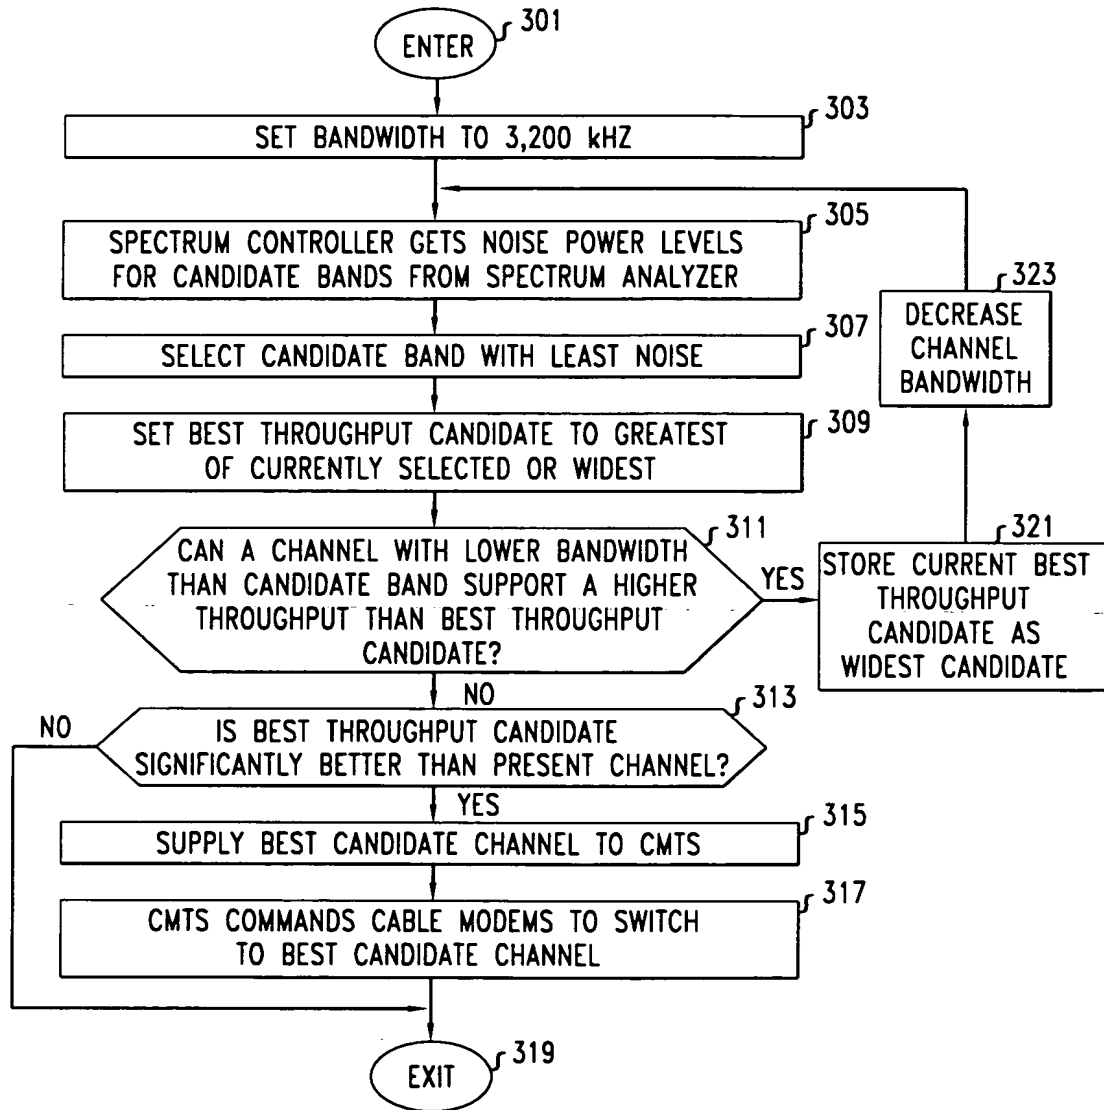 301
ENTER
303
SET BANDWIDTH TO 3,200 kHZ
305
SPECTRUM CONTROLLER GETS NOISE POWER LEVELS
FOR CANDIDATE BANDS FROM SPECTRUM ANALYZER
323
DECREASE
CHANNEL
BANDWIDTH
307
SELECT CANDIDATE BAND WITH LEAST NOISE
309
SET BEST THROUGHPUT CANDIDATE TO GREATEST
OF CURRENTLY SELECTED OR WIDEST
311
CAN A CHANNEL WITH LOWER BANDWIDTH
THAN CANDIDATE BAND SUPPORT A HIGHER
THROUGHPUT THAN BEST THROUGHPUT
CANDIDATE?
YES
321
STORE CURRENT BEST
THROUGHPUT
CANDIDATE AS
WIDEST CANDIDATE
NO
313
NO
IS BEST THROUGHPUT CANDIDATE
SIGNIFICANTLY BETTER THAN PRESENT CHANNEL?
YES
315
SUPPLY BEST CANDIDATE CHANNEL TO CMTS
317
CMTS COMMANDS CABLE MODEMS TO SWITCH
TO BEST CANDIDATE CHANNEL
319
EXIT